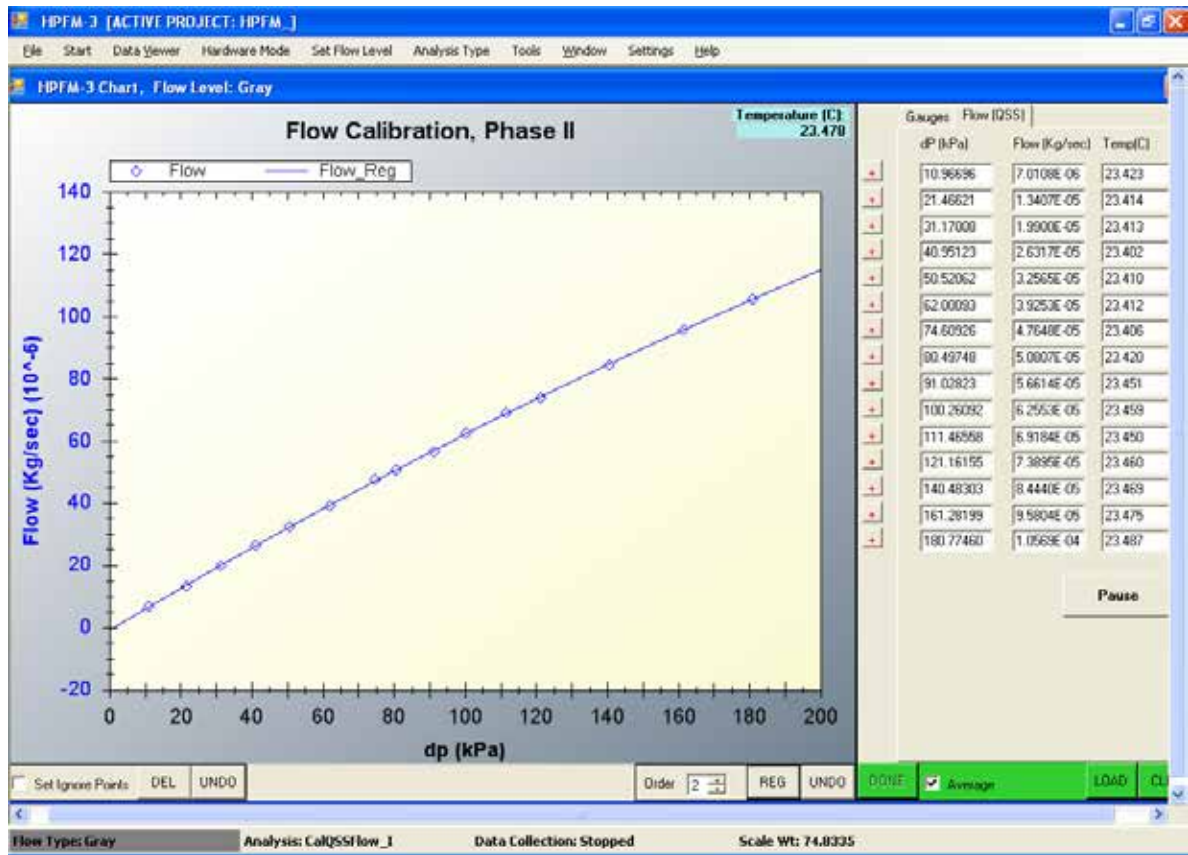 HPFM-3 [ACTIVE PROJECT: HPFM_]
File Start Data Viewer Hardware Mode Set Flow Level Analysis Type Tools Window Settings Help
HPFM-3 Chart, Flow Level: Gray
Flow Calibration, Phase II
Temperature (C):
23.478
Flow Flow_Reg
140
120
100
80
60
40
20
0
-20
Flow (Kg/sec) (10^-6)
0 20 40 60 80 100 120 140 160 180 200
dp (kPa)
Gauges Flow (QSS)
dP (kPa) Flow (Kg/sec) Temp(C)
10.96696 7.0108E-06 23.423
21.46621 1.3407E-05 23.414
31.17008 1.9900E-05 23.413
40.95123 2.6317E-05 23.402
50.52062 3.2565E-05 23.410
62.00093 3.9253E-05 23.412
74.60926 4.7648E-05 23.406
80.49748 5.0807E-05 23.420
91.02823 5.6614E-05 23.451
100.26092 6.2553E-05 23.459
111.46558 6.9184E-05 23.450
121.16155 7.3895E-05 23.460
140.48303 8.4440E-05 23.469
161.28199 9.5804E-05 23.475
180.77460 1.0569E-04 23.487
Pause
Set Ignore Points DEL UNDO Order 2 REG UNDO DONE Average LOAD CL
Flow Type: Gray Analysis: CalQSSFlow_I Data Collection: Stopped Scale Wt: 74.8335